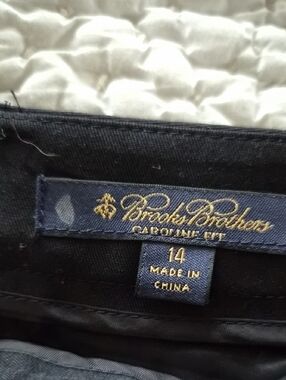 Brooks Brothers
CAROLINE FIT
14
MADE IN
CHINA